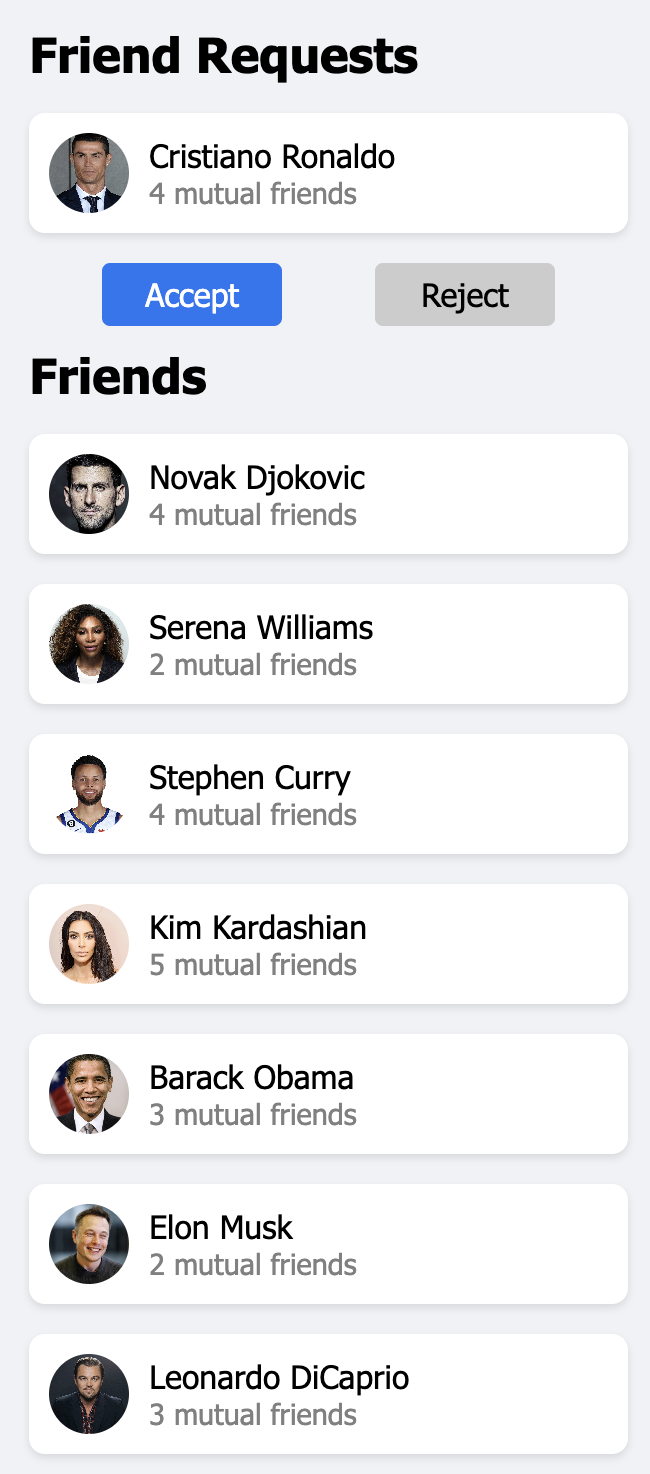 Friend Requests
Cristiano Ronaldo
4 mutual friends
Accept
Reject
Friends
Novak Djokovic
4 mutual friends
Serena Williams
2 mutual friends
Stephen Curry
4 mutual friends
Kim Kardashian
5 mutual friends
Barack Obama
3 mutual friends
Elon Musk
2 mutual friends
Leonardo DiCaprio
3 mutual friends